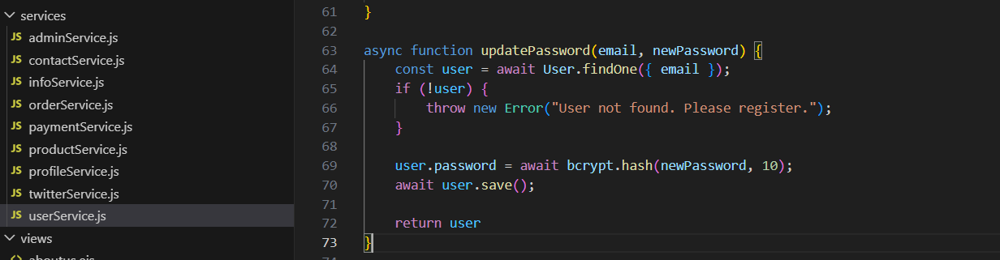 services
JS adminService.js
JS contactService.js
JS infoService.js
JS orderService.js
JS paymentService.js
JS productService.js
JS profileService.js
JS twitterService.js
JS userService.js
views
<> aboutus.ejs
61 }
62
63 async function updatePassword(email, newPassword) {
64 const user = await User.findOne({ email });
65 if (!user) {
66 throw new Error("User not found. Please register.");
67 }
68
69 user.password = await bcrypt.hash(newPassword, 10);
70 await user.save();
71
72 return user
73 }
74